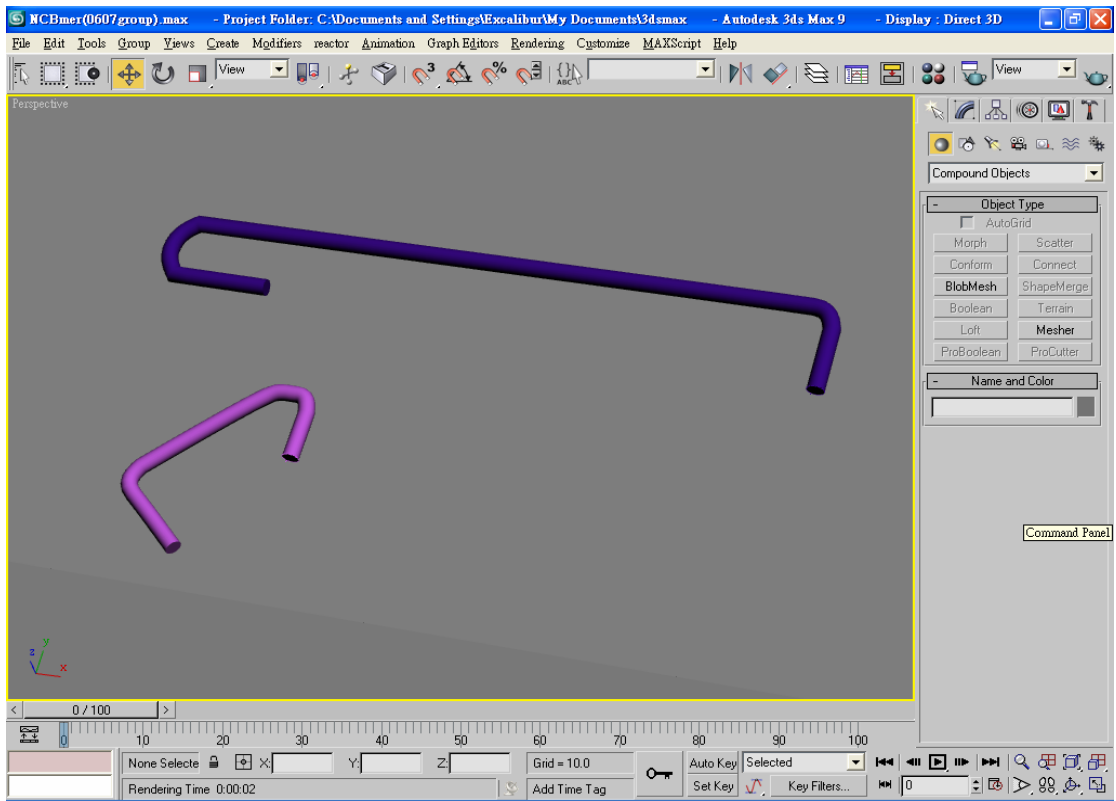 NCBmer(0607group).max - Project Folder: C:\Documents and Settings\Excalibur\My Documents\3dsmax - Autodesk 3ds Max 9 - Display : Direct 3D
File Edit Tools Group Views Create Modifiers reactor Animation Graph Editors Rendering Customize MAXScript Help
View 3 % ABC View
Perspective
Compound Objects
- Object Type
AutoGrid
Morph Scatter
Conform Connect
BlobMesh ShapeMerge
Boolean Terrain
Loft Mesher
ProBoolean ProCutter
- Name and Color
Command Panel
y
z
x
< 0 / 100 >
0 10 20 30 40 50 60 70 80 90 100
None Selecte X: Y: Z: Grid = 10.0 Auto Key Selected
Rendering Time 0:00:02 Add Time Tag Set Key Key Filters... 0